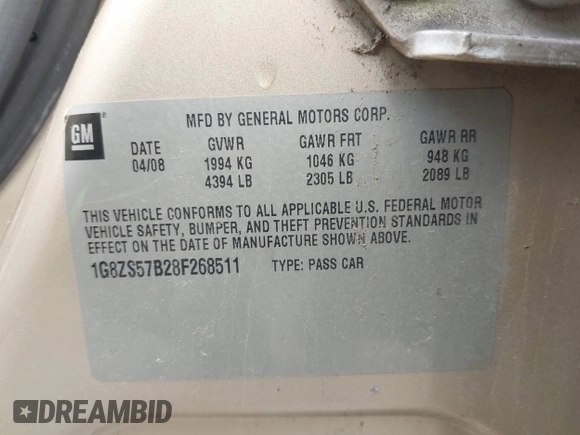 MFD BY GENERAL MOTORS CORP.
GM
DATE GVWR GAWR FRT GAWR RR
04/08 1994 KG 1046 KG 948 KG
4394 LB 2305 LB 2089 LB
THIS VEHICLE CONFORMS TO ALL APPLICABLE U.S. FEDERAL MOTOR
VEHICLE SAFETY, BUMPER, AND THEFT PREVENTION STANDARDS IN
EFFECT ON THE DATE OF MANUFACTURE SHOWN ABOVE.
1G8ZS57B28F268511 TYPE: PASS CAR
DREAMBID